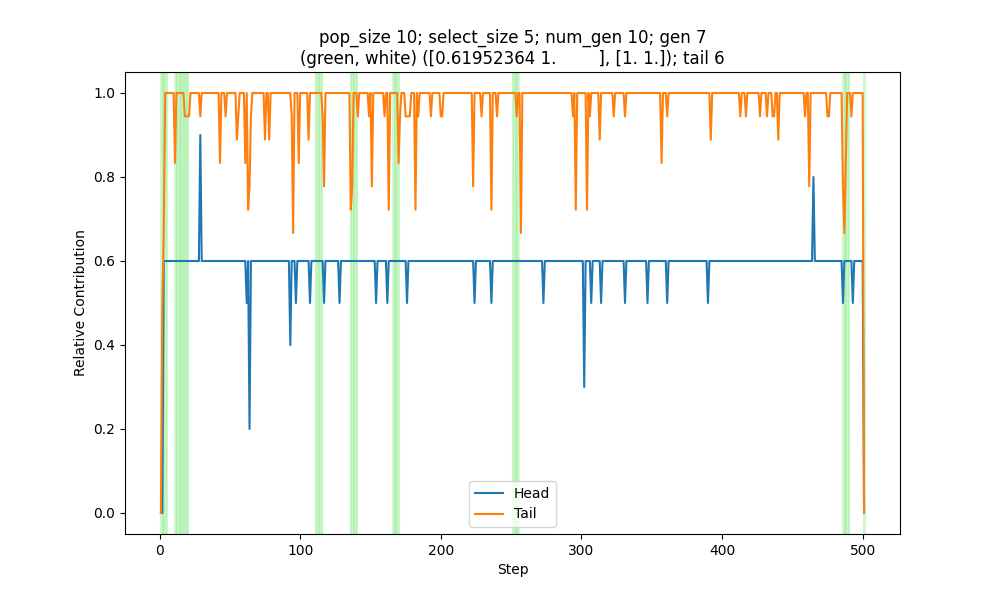 pop_size 10; select_size 5; num_gen 10; gen 7
(green, white) ([0.61952364 1.        ], [1. 1.]); tail 6
1.0
0.8
0.6
0.4
0.2
0.0
Relative Contribution
Head
Tail
0 100 200 300 400 500
Step